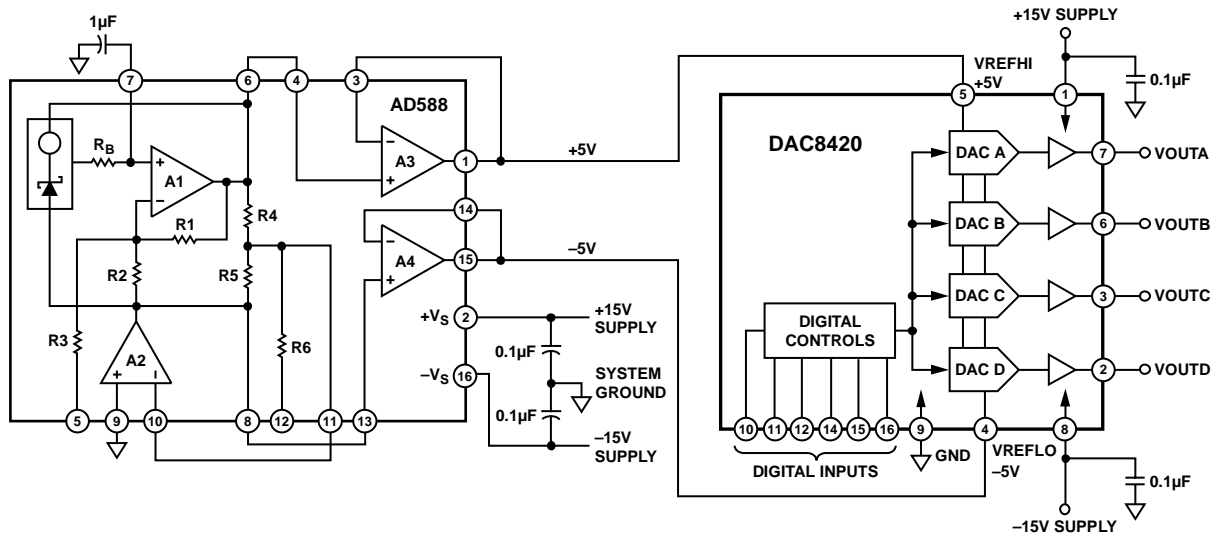 1µF
7
6
4
3
AD588
RB
+
A1
–
R1
R4
R2
R5
R3
A2
+
–
R6
–
A3
+
1
14
–
A4
+
15
+VS
2
–VS
16
5
9
10
8
12
11
13
+5V
–5V
+15V
SUPPLY
0.1µF
SYSTEM
GROUND
0.1µF
–15V
SUPPLY
+15V SUPPLY
VREFHI
+5V
5
1
0.1µF
DAC8420
DAC A
7
VOUTA
DAC B
6
VOUTB
DAC C
3
VOUTC
DAC D
2
VOUTD
DIGITAL
CONTROLS
10
11
12
14
15
16
9
4
8
DIGITAL INPUTS
GND
VREFLO
–5V
0.1µF
–15V SUPPLY